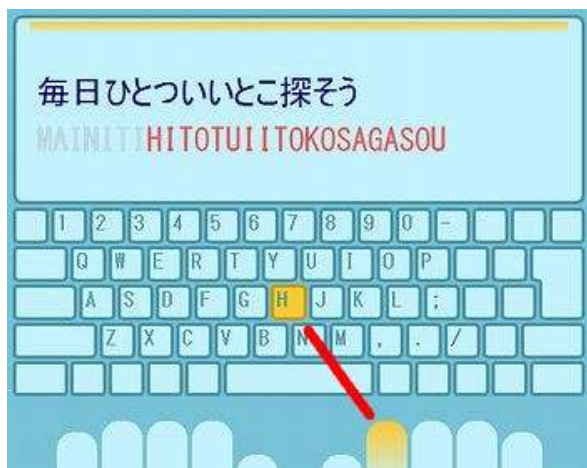 毎日ひとついいとこ探そう
MAINITIHITOTUIITOKOSAGASOU
1 2 3 4 5 6 7 8 9 0 -
Q W E R T Y U I O P
A S D F G H J K L ;
Z X C V B N M , . /